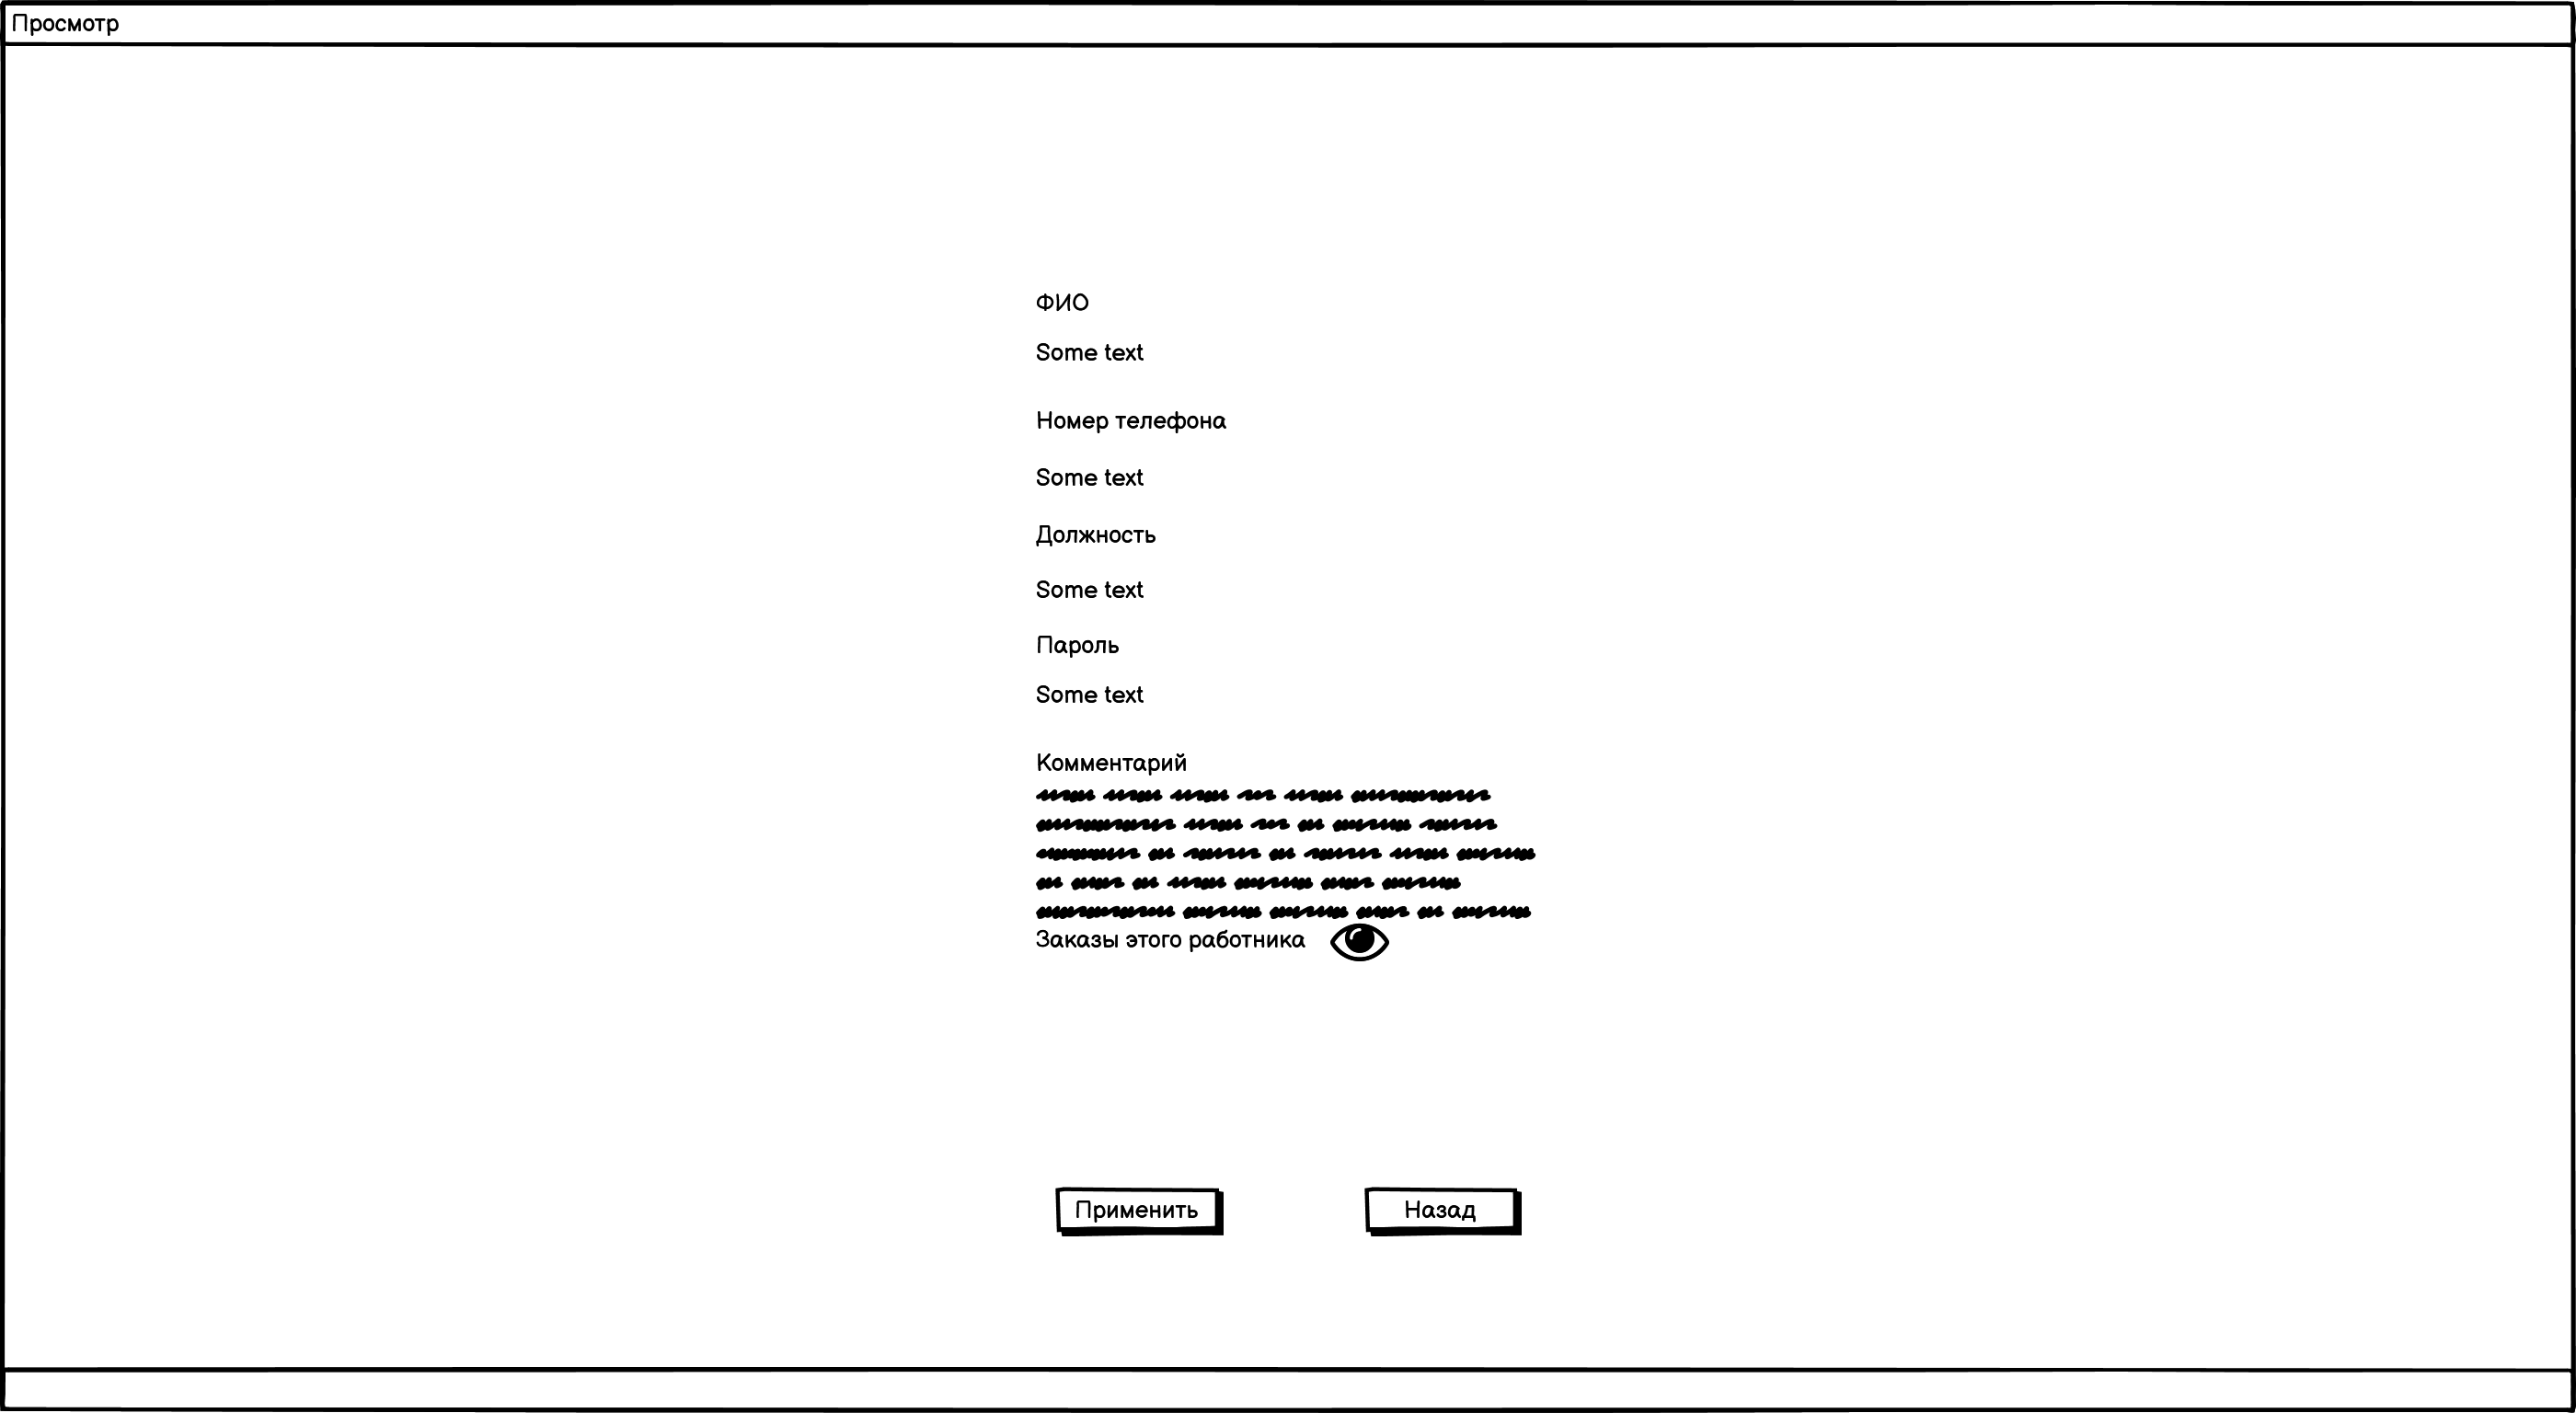 Просмотр
ФИО
Some text
Номер телефона
Some text
Должность
Some text
Пароль
Some text
Комментарий
Заказы этого работника
Применить
Назад